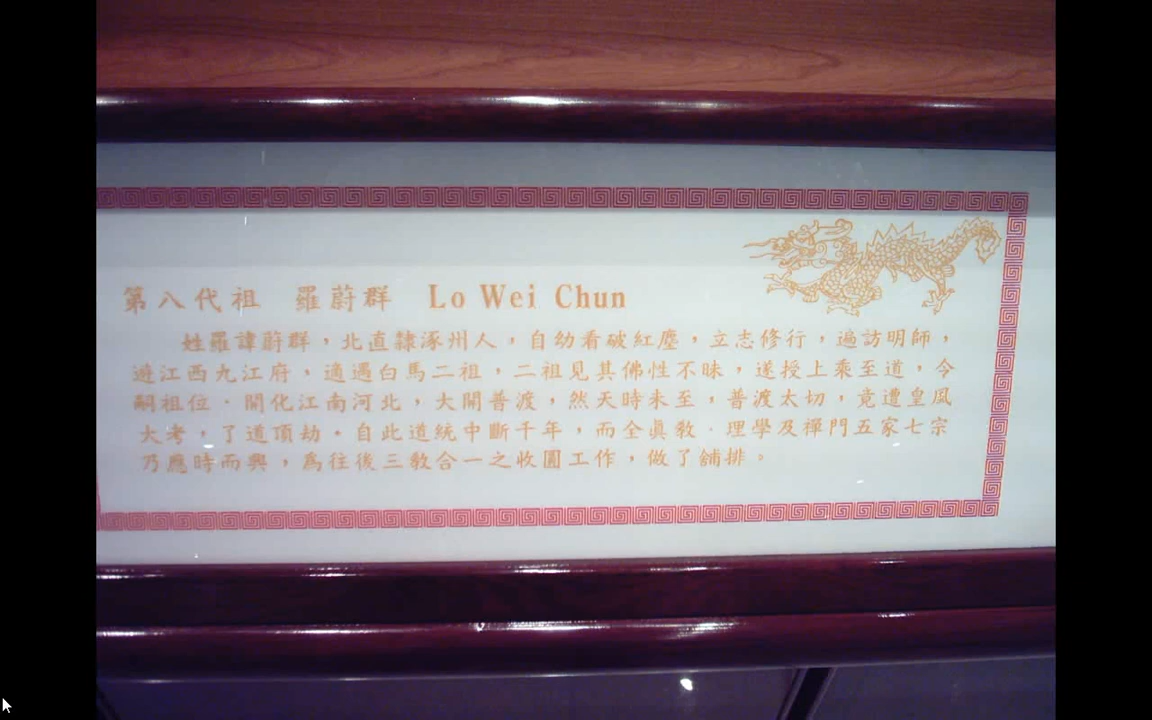 第八代祖 羅蔚群 Lo Wei Chun
姓羅諱蔚群，北直隸涿州人，自幼看破紅塵，立志修行，遍訪明師，
遊江西九江府，適遇白馬二祖，二祖見其佛性不昧，遂授上乘至道，令
嗣祖位．開化江南河北，大開普渡，然天時未至，普渡太切，竟遭皇風
大考，了道頂劫。自此道統中斷千年，而全眞教．理學及禪門五家七宗
乃應時而興，為往後三教合一之收圓工作，做了舖排。